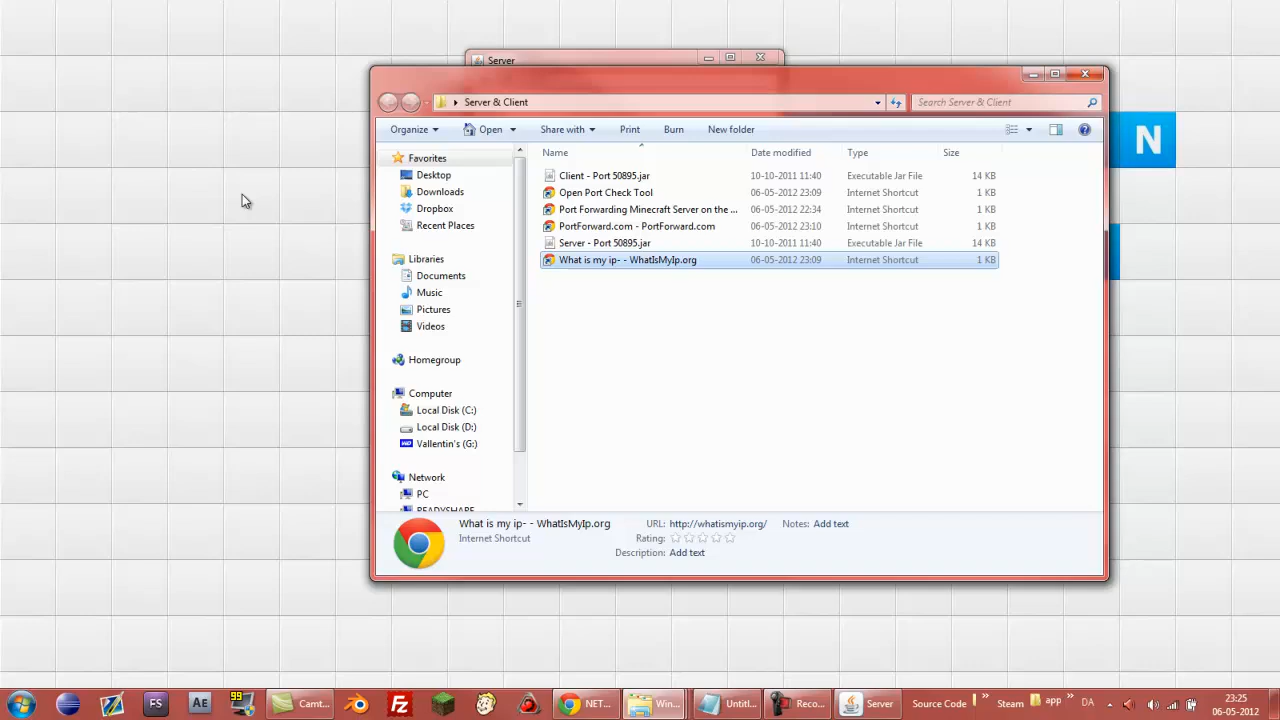 Server
Server & Client
Search Server & Client
Organize
Open
Share with
Print
Burn
New folder
Name Date modified Type Size
Favorites
Desktop
Downloads
Dropbox
Recent Places
Libraries
Documents
Music
Pictures
Videos
Homegroup
Computer
Local Disk (C:)
Local Disk (D:)
Vallentin's (G:)
Network
PC
READYSHARE
Client - Port 50895.jar 10-10-2011 11:40 Executable Jar File 14 KB
Open Port Check Tool 06-05-2012 23:09 Internet Shortcut 1 KB
Port Forwarding Minecraft Server on the ... 06-05-2012 22:34 Internet Shortcut 1 KB
PortForward.com - PortForward.com 06-05-2012 23:10 Internet Shortcut 1 KB
Server - Port 50895.jar 10-10-2011 11:40 Executable Jar File 14 KB
What is my ip- - WhatIsMyIp.org 06-05-2012 23:09 Internet Shortcut 1 KB
N
What is my ip- - WhatIsMyIp.org
Internet Shortcut
URL: http://whatismyip.org/
Rating:
Description: Add text
Notes: Add text
FS
Ae
99
Camt...
Fz
NET...
Win...
Untitl...
Reco...
Server
Source Code
»
Steam
app
»
DA
23:25
06-05-2012